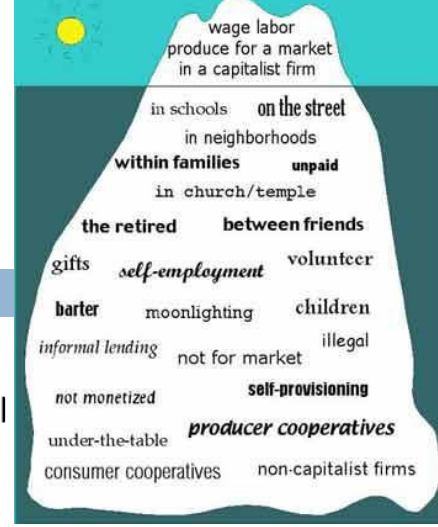 wage labor
produce for a market
in a capitalist firm
in schools on the street
in neighborhoods
within families unpaid
in church/temple
the retired between friends
gifts self-employment volunteer
barter moonlighting children
informal lending not for market illegal
not monetized self-provisioning
under-the-table producer cooperatives
consumer cooperatives non-capitalist firms